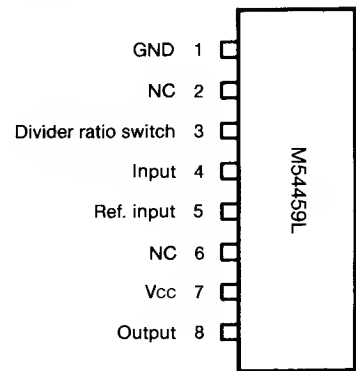 GND 1
NC 2
Divider ratio switch 3
Input 4
Ref. input 5
NC 6
Vcc 7
Output 8
M54459L